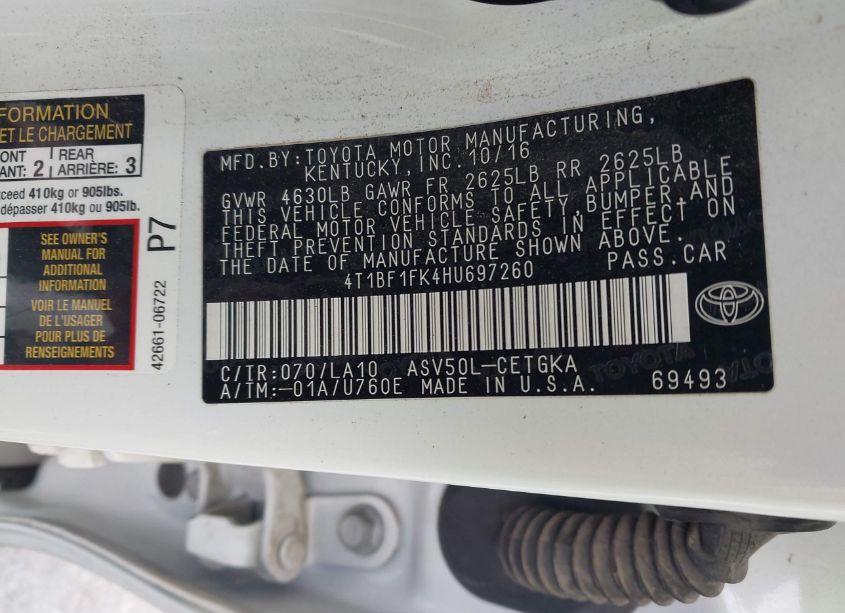 FORMATION
ET LE CHARGEMENT
ONT
ANT: 2
REAR
ARRIÈRE: 3
xceed 410kg or 905lbs.
dépasser 410kg ou 905lb.
SEE OWNER'S
MANUAL FOR
ADDITIONAL
INFORMATION
VOIR LE MANUEL
DE L'USAGER
POUR PLUS DE
RENSEIGNEMENTS
P7
42661-06722
MFD. BY: TOYOTA MOTOR MANUFACTURING,
KENTUCKY, INC. 10/16
GVWR 4630LB GAWR FR 2625LB RR 2625LB
THIS VEHICLE CONFORMS TO ALL APPLICABLE
FEDERAL MOTOR VEHICLE SAFETY, BUMPER, AND
THEFT PREVENTION STANDARDS IN EFFECT ON
THE DATE OF MANUFACTURE SHOWN ABOVE.
4T1BF1FK4HU697260 PASS. CAR
C/TR: 070/LA10 ASV50L-CETGKA
A/TM:-01A/U760E MADE IN U.S.A. 69493